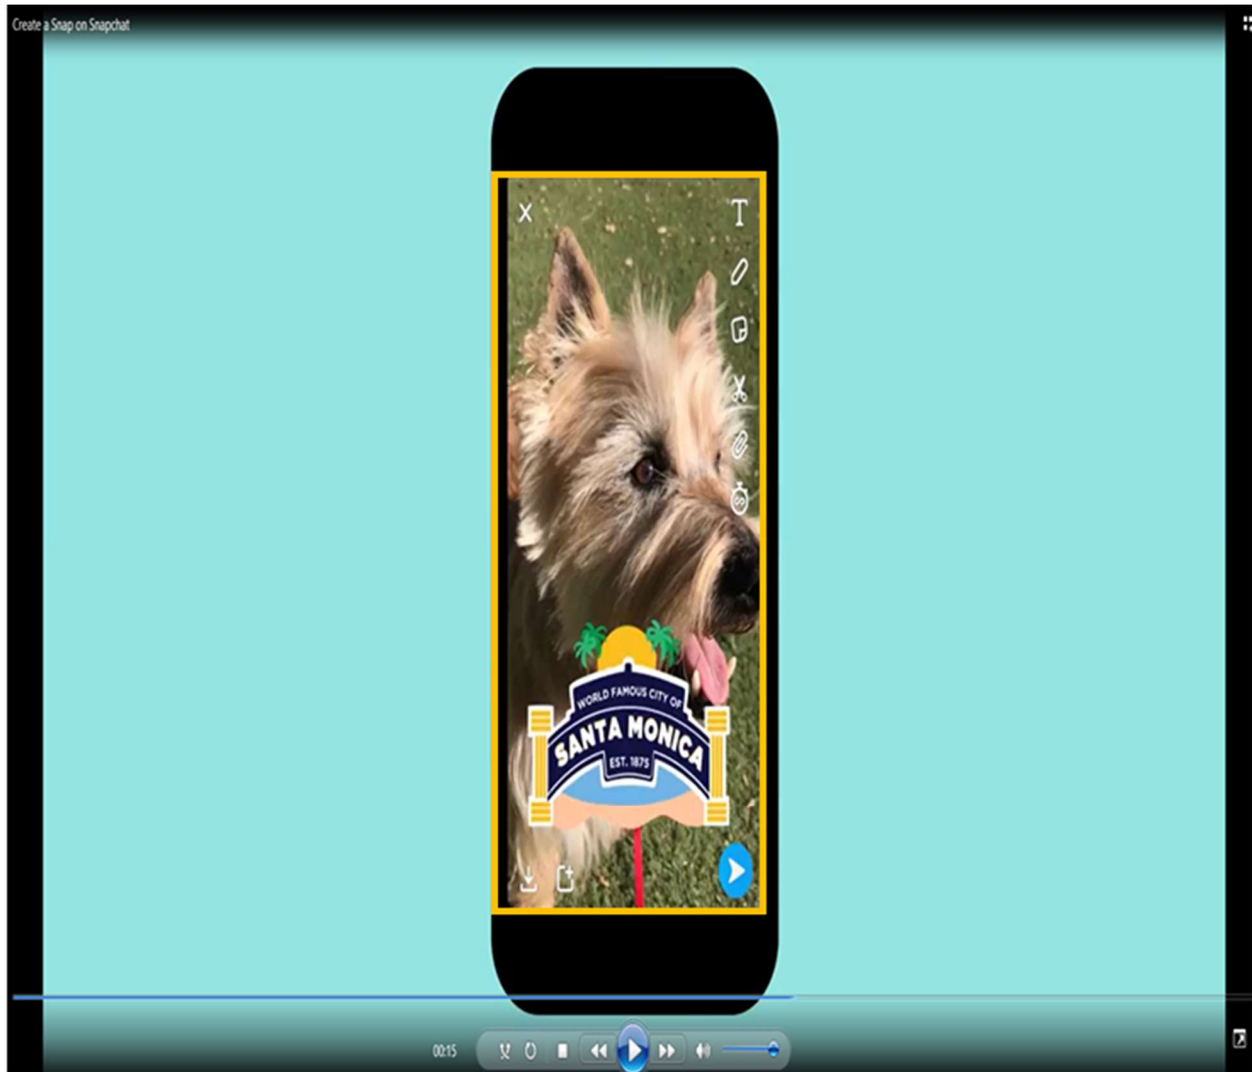 Create a Snap on Snapchat
T
WORLD FAMOUS CITY OF
SANTA MONICA
EST. 1875
00:15